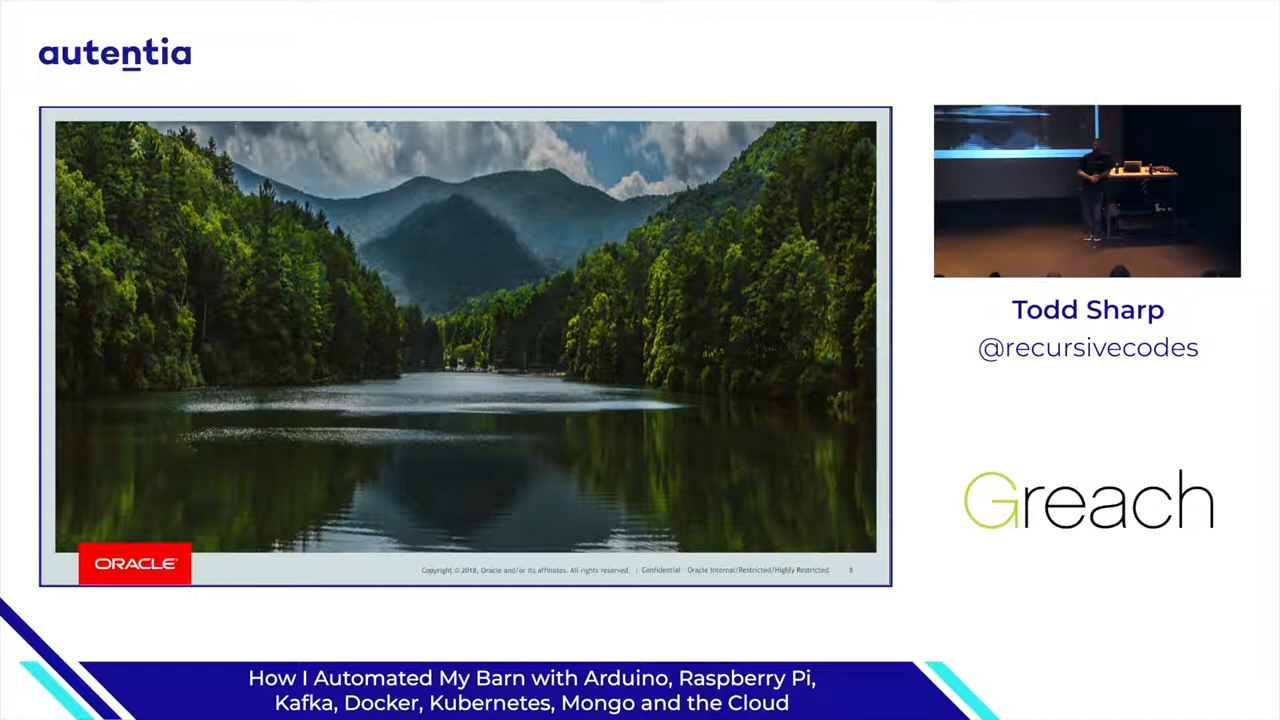 autentia
ORACLE®
Copyright © 2018, Oracle and/or its affiliates. All rights reserved. | Confidential Oracle Internal/Restricted/Highly Restricted 8
Todd Sharp
@recursivecodes
Greach
How I Automated My Barn with Arduino, Raspberry Pi,
Kafka, Docker, Kubernetes, Mongo and the Cloud